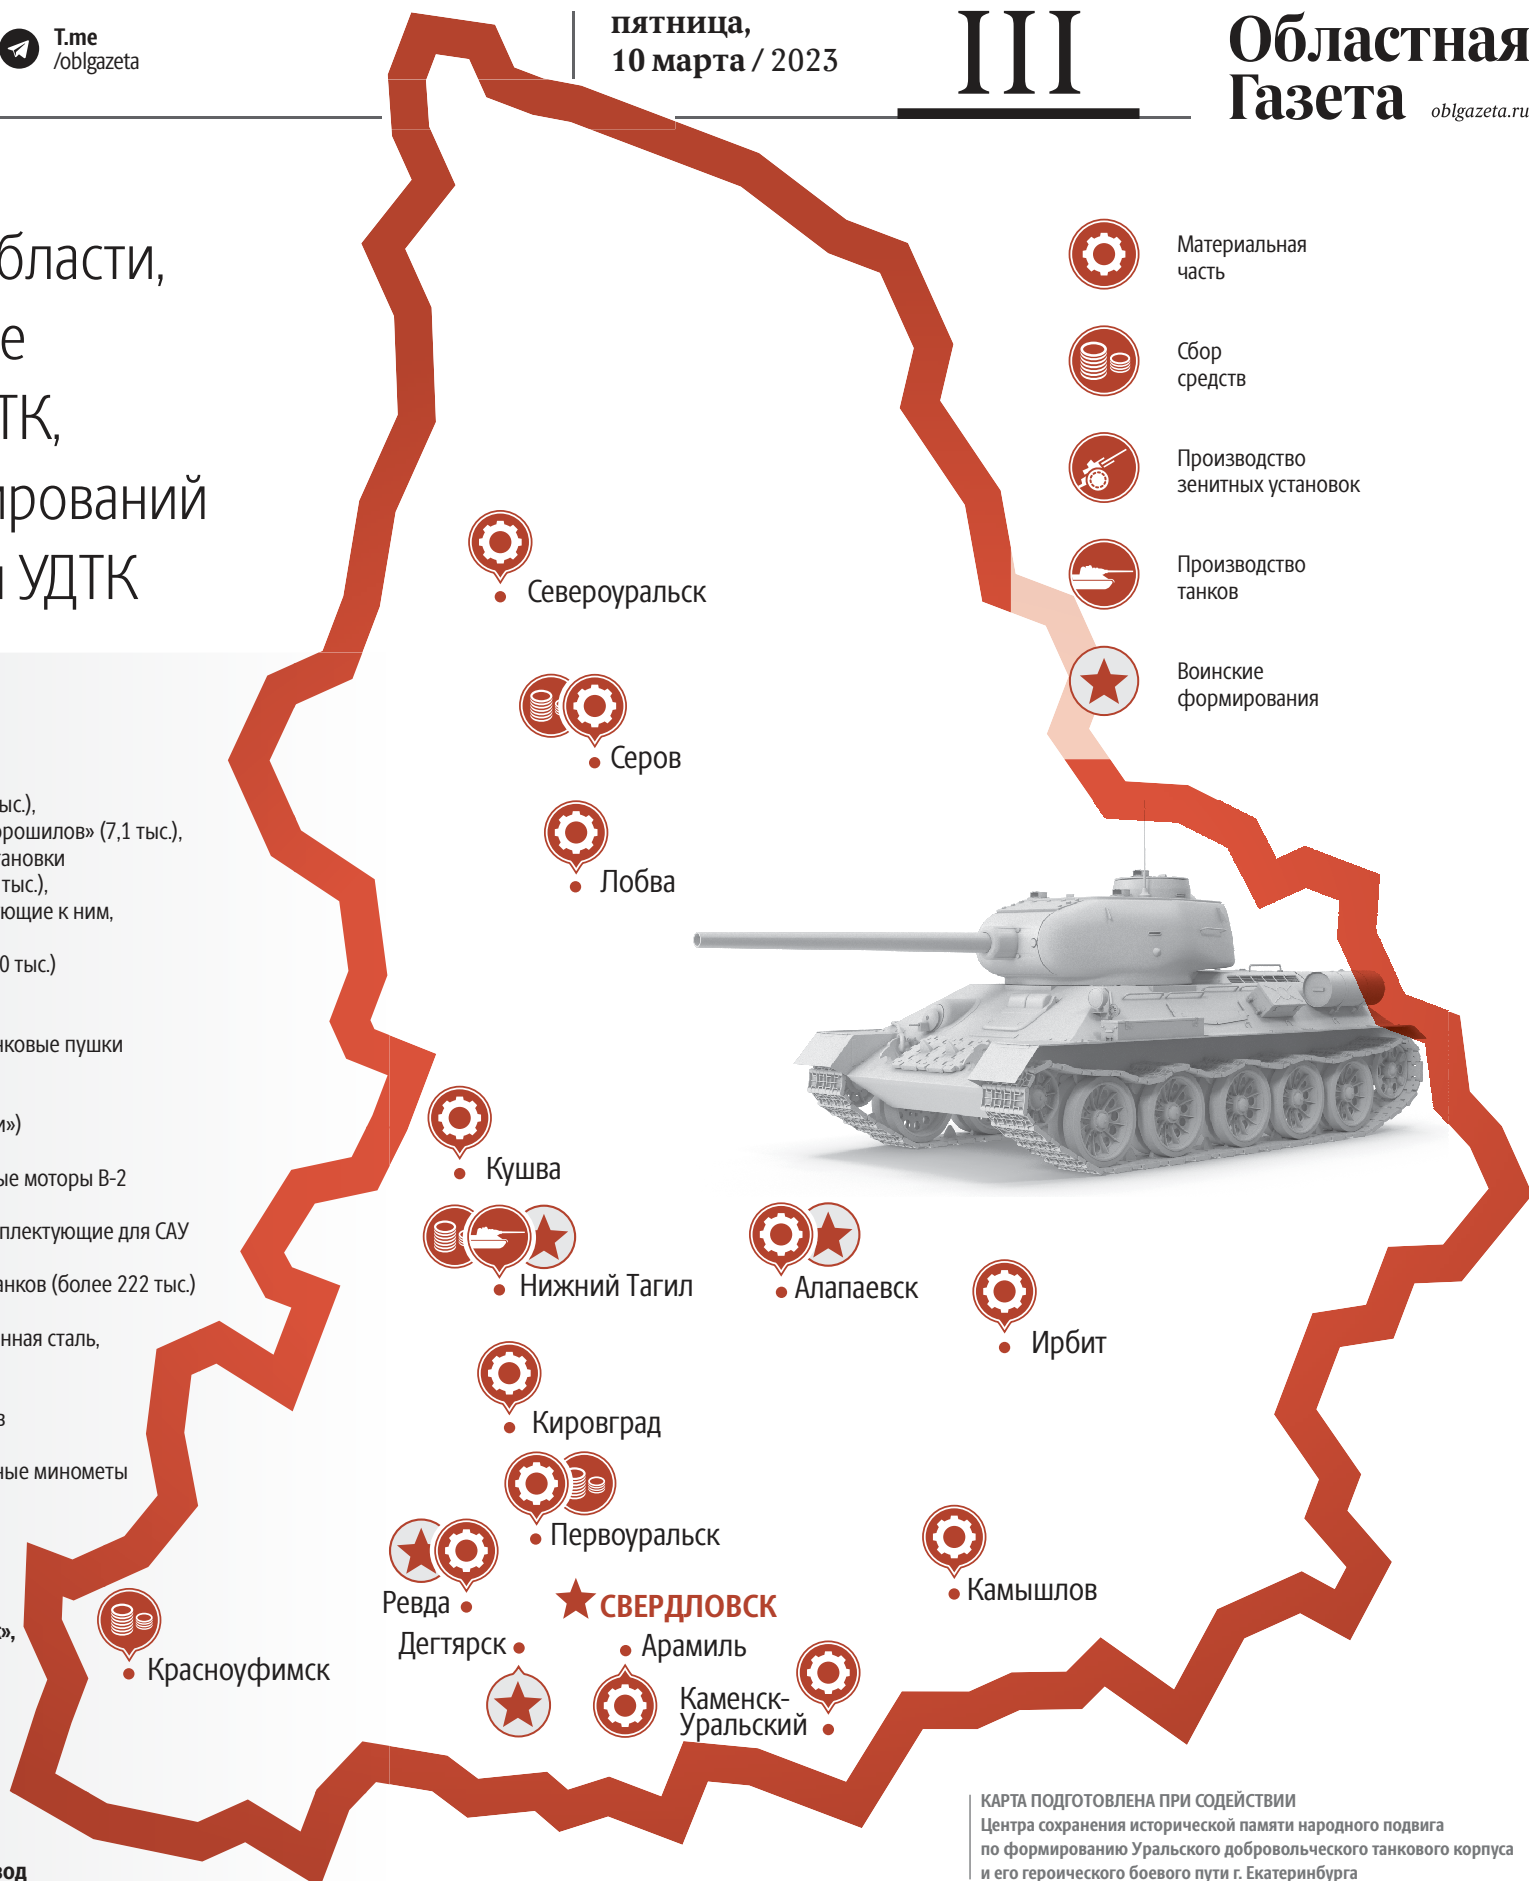 T.me
/oblgazeta
пятница,
10 марта / 2023
III
Областная
Газета
oblgazeta.ru
бласти,
е
ТК,
ирований
УДТК
Материальная
часть
Сбор
средств
Производство
зенитных установок
Производство
танков
Воинские
формирования
ыс.),
орошилов» (7,1 тыс.),
тановки
тыс.),
ющие к ним,
0 тыс.)
нковые пушки
и»)
ые моторы В-2
плектующие для САУ
анков (более 222 тыс.)
нная сталь,
в
ные минометы
»,
вод
Североуральск
Серов
Лобва
Кушва
Нижний Тагил
Алапаевск
Ирбит
Кировград
Первоуральск
Ревда
СВЕРДЛОВСК
Камышлов
Дегтярск
Арамиль
Красноуфимск
Каменск-
Уральский
КАРТА ПОДГОТОВЛЕНА ПРИ СОДЕЙСТВИИ
Центра сохранения исторической памяти народного подвига
по формированию Уральского добровольческого танкового корпуса
и его героического боевого пути г. Екатеринбурга